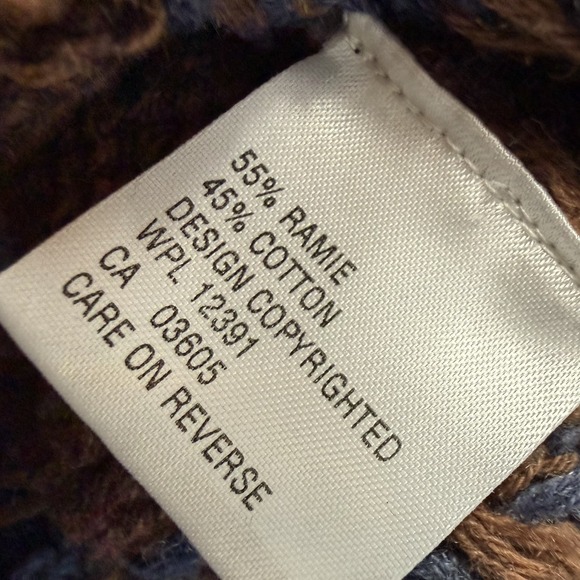 55% RAMIE
45% COTTON
DESIGN COPYRIGHTED
WPL 12391
CA 03605
CARE ON REVERSE